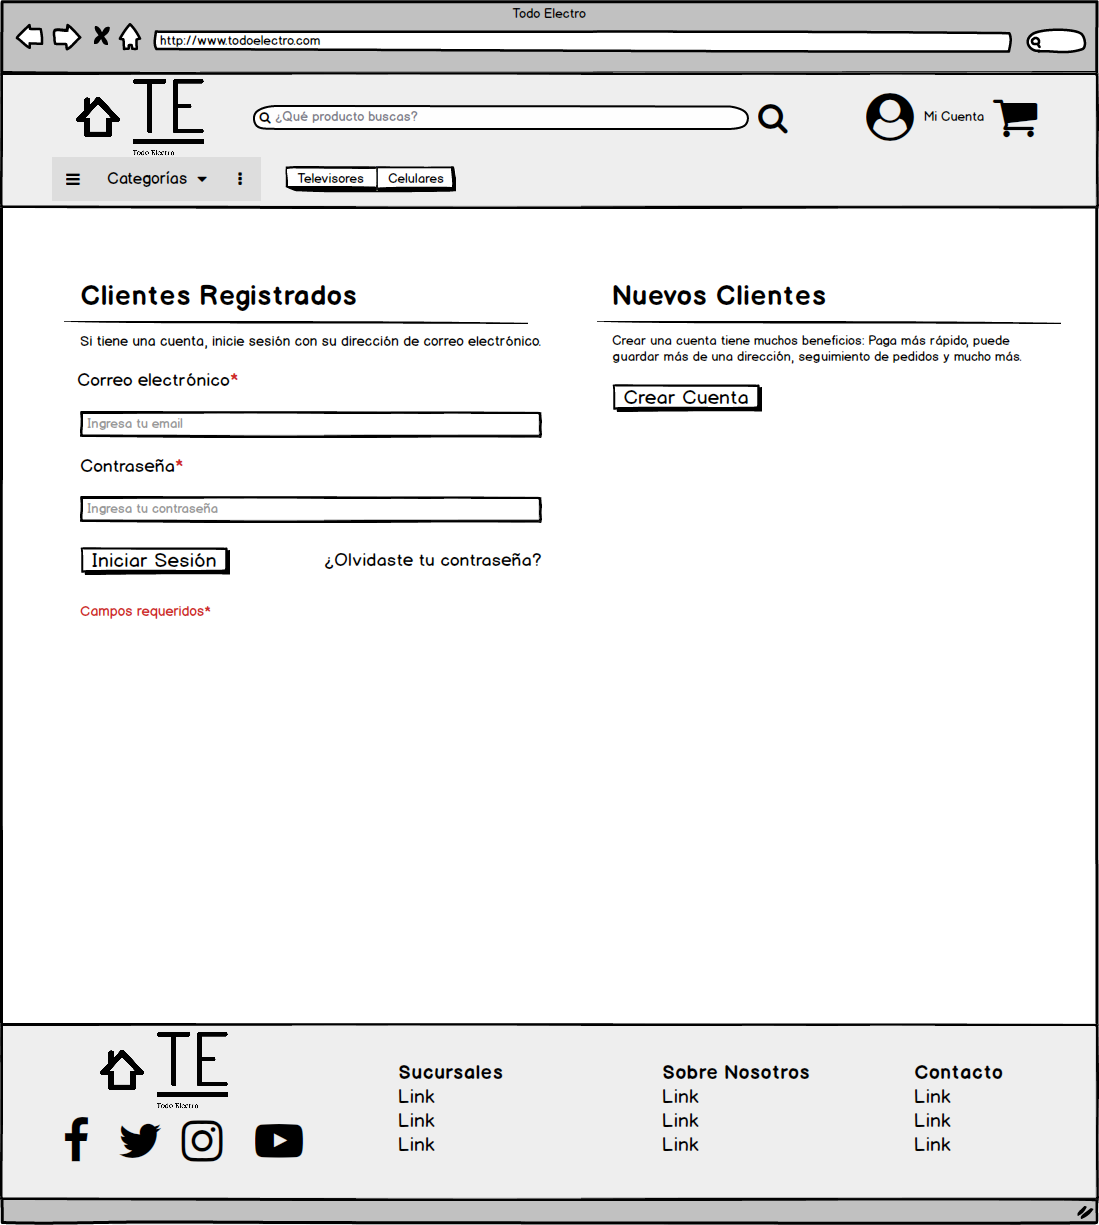 Todo Electro
http://www.todoelectro.com
TE
Todo Electro
¿Qué producto buscas?
Mi Cuenta
Categorías
Televisores
Celulares
Clientes Registrados
Si tiene una cuenta, inicie sesión con su dirección de correo electrónico.
Correo electrónico*
Ingresa tu email
Contraseña*
Ingresa tu contraseña
Iniciar Sesión
¿Olvidaste tu contraseña?
Campos requeridos*
Nuevos Clientes
Crear una cuenta tiene muchos beneficios: Paga más rápido, puede
guardar más de una dirección, seguimiento de pedidos y mucho más.
Crear Cuenta
TE
Todo Electro
Sucursales
Link
Link
Link
Sobre Nosotros
Link
Link
Link
Contacto
Link
Link
Link